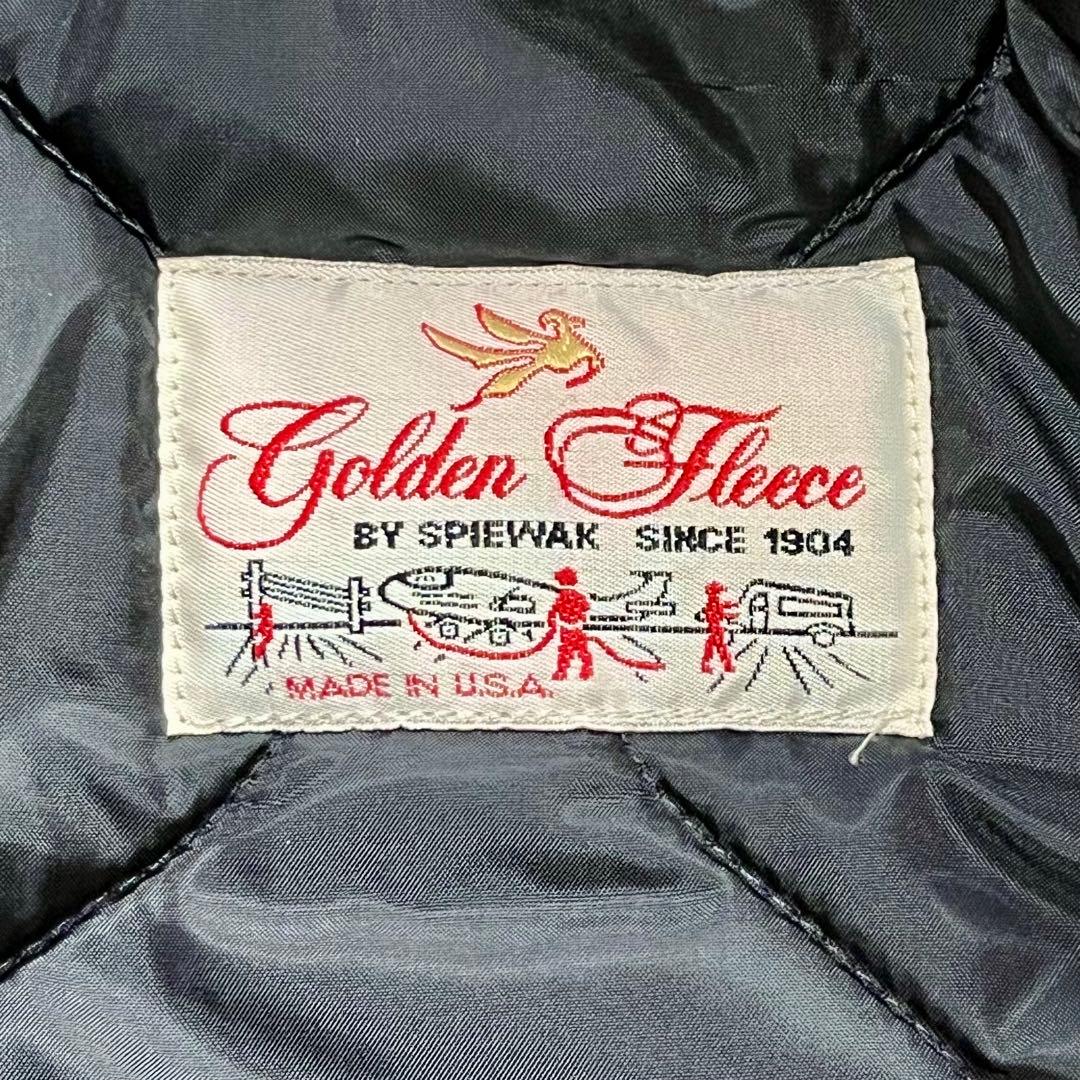 Golden Fleece
BY SPIEWAK SINCE 1904
MADE IN U.S.A.